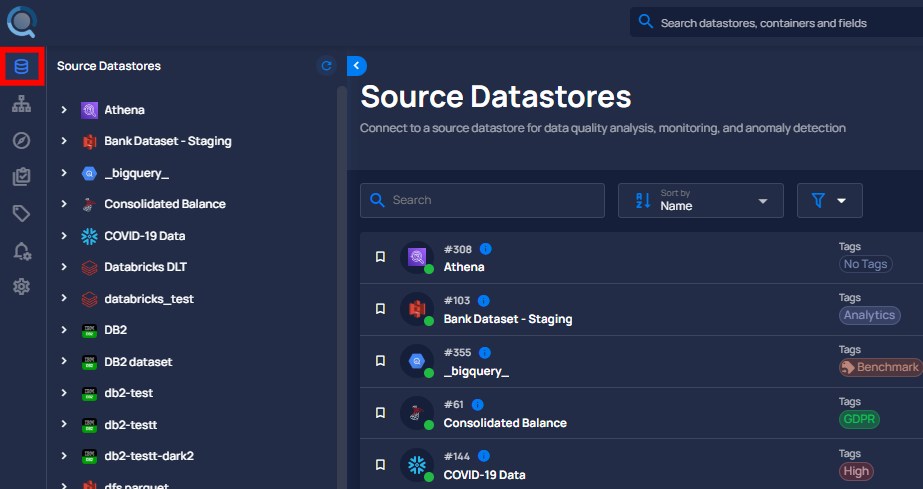 Search datastores, containers and fields
Source Datastores
Athena
Bank Dataset - Staging
_bigquery_
Consolidated Balance
COVID-19 Data
Databricks DLT
databricks_test
DB2
DB2 dataset
db2-test
db2-testt
db2-testt-dark2
dfs parquet
Source Datastores
Connect to a source datastore for data quality analysis, monitoring, and anomaly detection
Search
Sort by
Name
#308
Athena
Tags
No Tags
#103
Bank Dataset - Staging
Tags
Analytics
#355
_bigquery_
Tags
Benchmark
#61
Consolidated Balance
Tags
GDPR
#144
COVID-19 Data
Tags
High